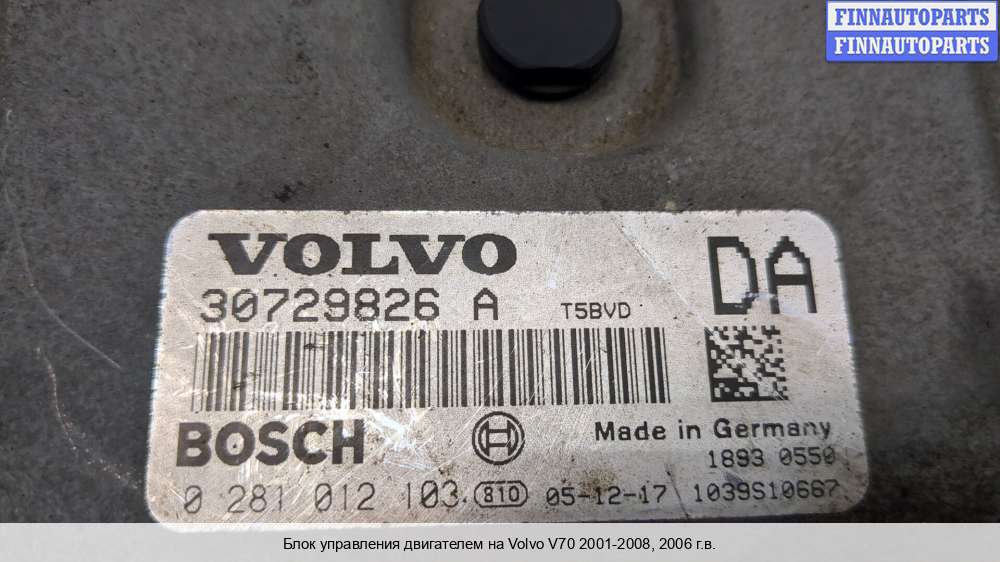 FINNAUTOPARTS
FINNAUTOPARTS
VOLVO
30729826 A T5BVD
DA
BOSCH
Made in Germany
1893 0550
0 281 012 103 810 05-12-17 1039S10667
Блок управления двигателем на Volvo V70 2001-2008, 2006 г.в.